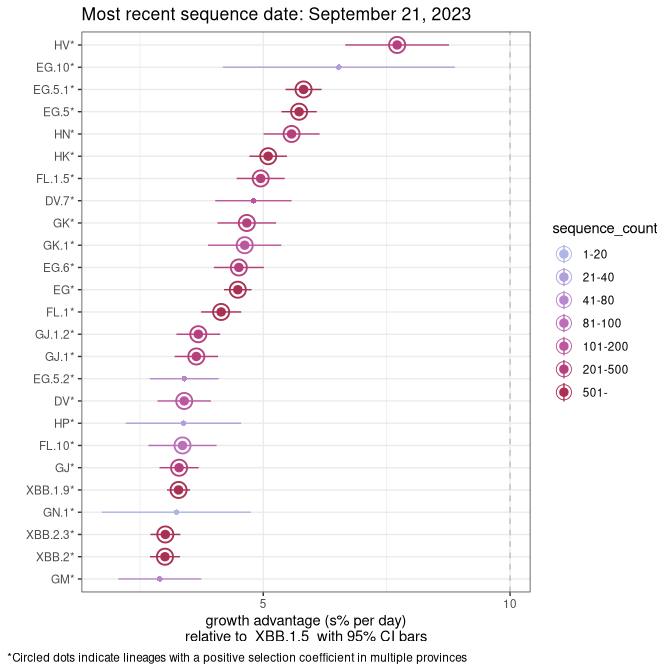 Most recent sequence date: September 21, 2023
HV*
EG.10*
EG.5.1*
EG.5*
HN*
HK*
FL.1.5*
DV.7*
GK*
GK.1*
EG.6*
EG*
FL.1*
GJ.1.2*
GJ.1*
EG.5.2*
DV*
HP*
FL.10*
GJ*
XBB.1.9*
GN.1*
XBB.2.3*
XBB.2*
GM*
5
10
growth advantage (s% per day)
relative to XBB.1.5 with 95% CI bars
sequence_count
1-20
21-40
41-80
81-100
101-200
201-500
501-
*Circled dots indicate lineages with a positive selection coefficient in multiple provinces